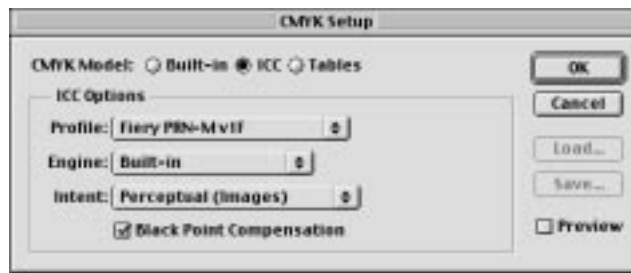 CMYK Setup
CMYK Model: Built-in ICC Tables
OK
ICC Options
Cancel
Profile: Fiery PRN-M v1F
Engine: Built-in
Load...
Intent: Perceptual (Images)
Save...
Black Point Compensation
Preview